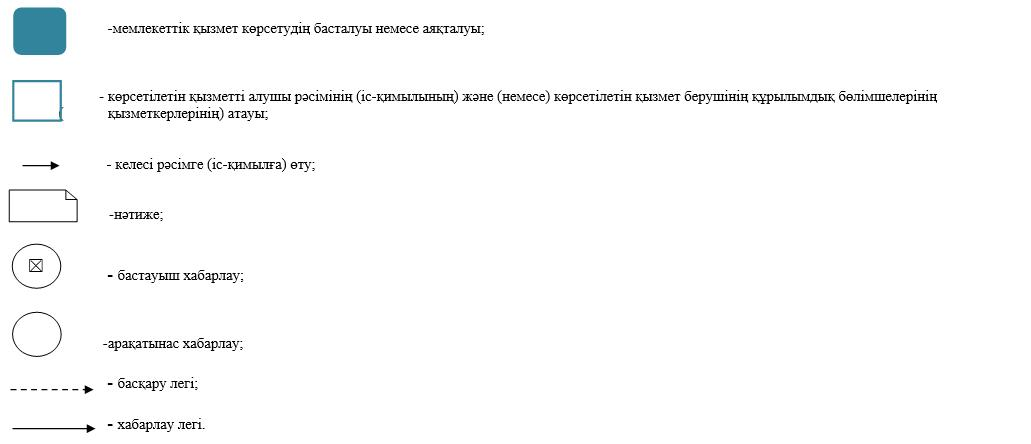 -мемлекеттік қызмет көрсетудің басталуы немесе аяқталуы;
- көрсетілетін қызметті алушы рәсімінің (іс-қимылының) және (немесе) көрсетілетін қызмет берушінің құрылымдық бөлімшелерінің
қызметкерлерінің) атауы;
- келесі рәсімге (іс-қимылға) өту;
-нәтиже;
- бастауыш хабарлау;
-арақатынас хабарлау;
- басқару легі;
- хабарлау легі.